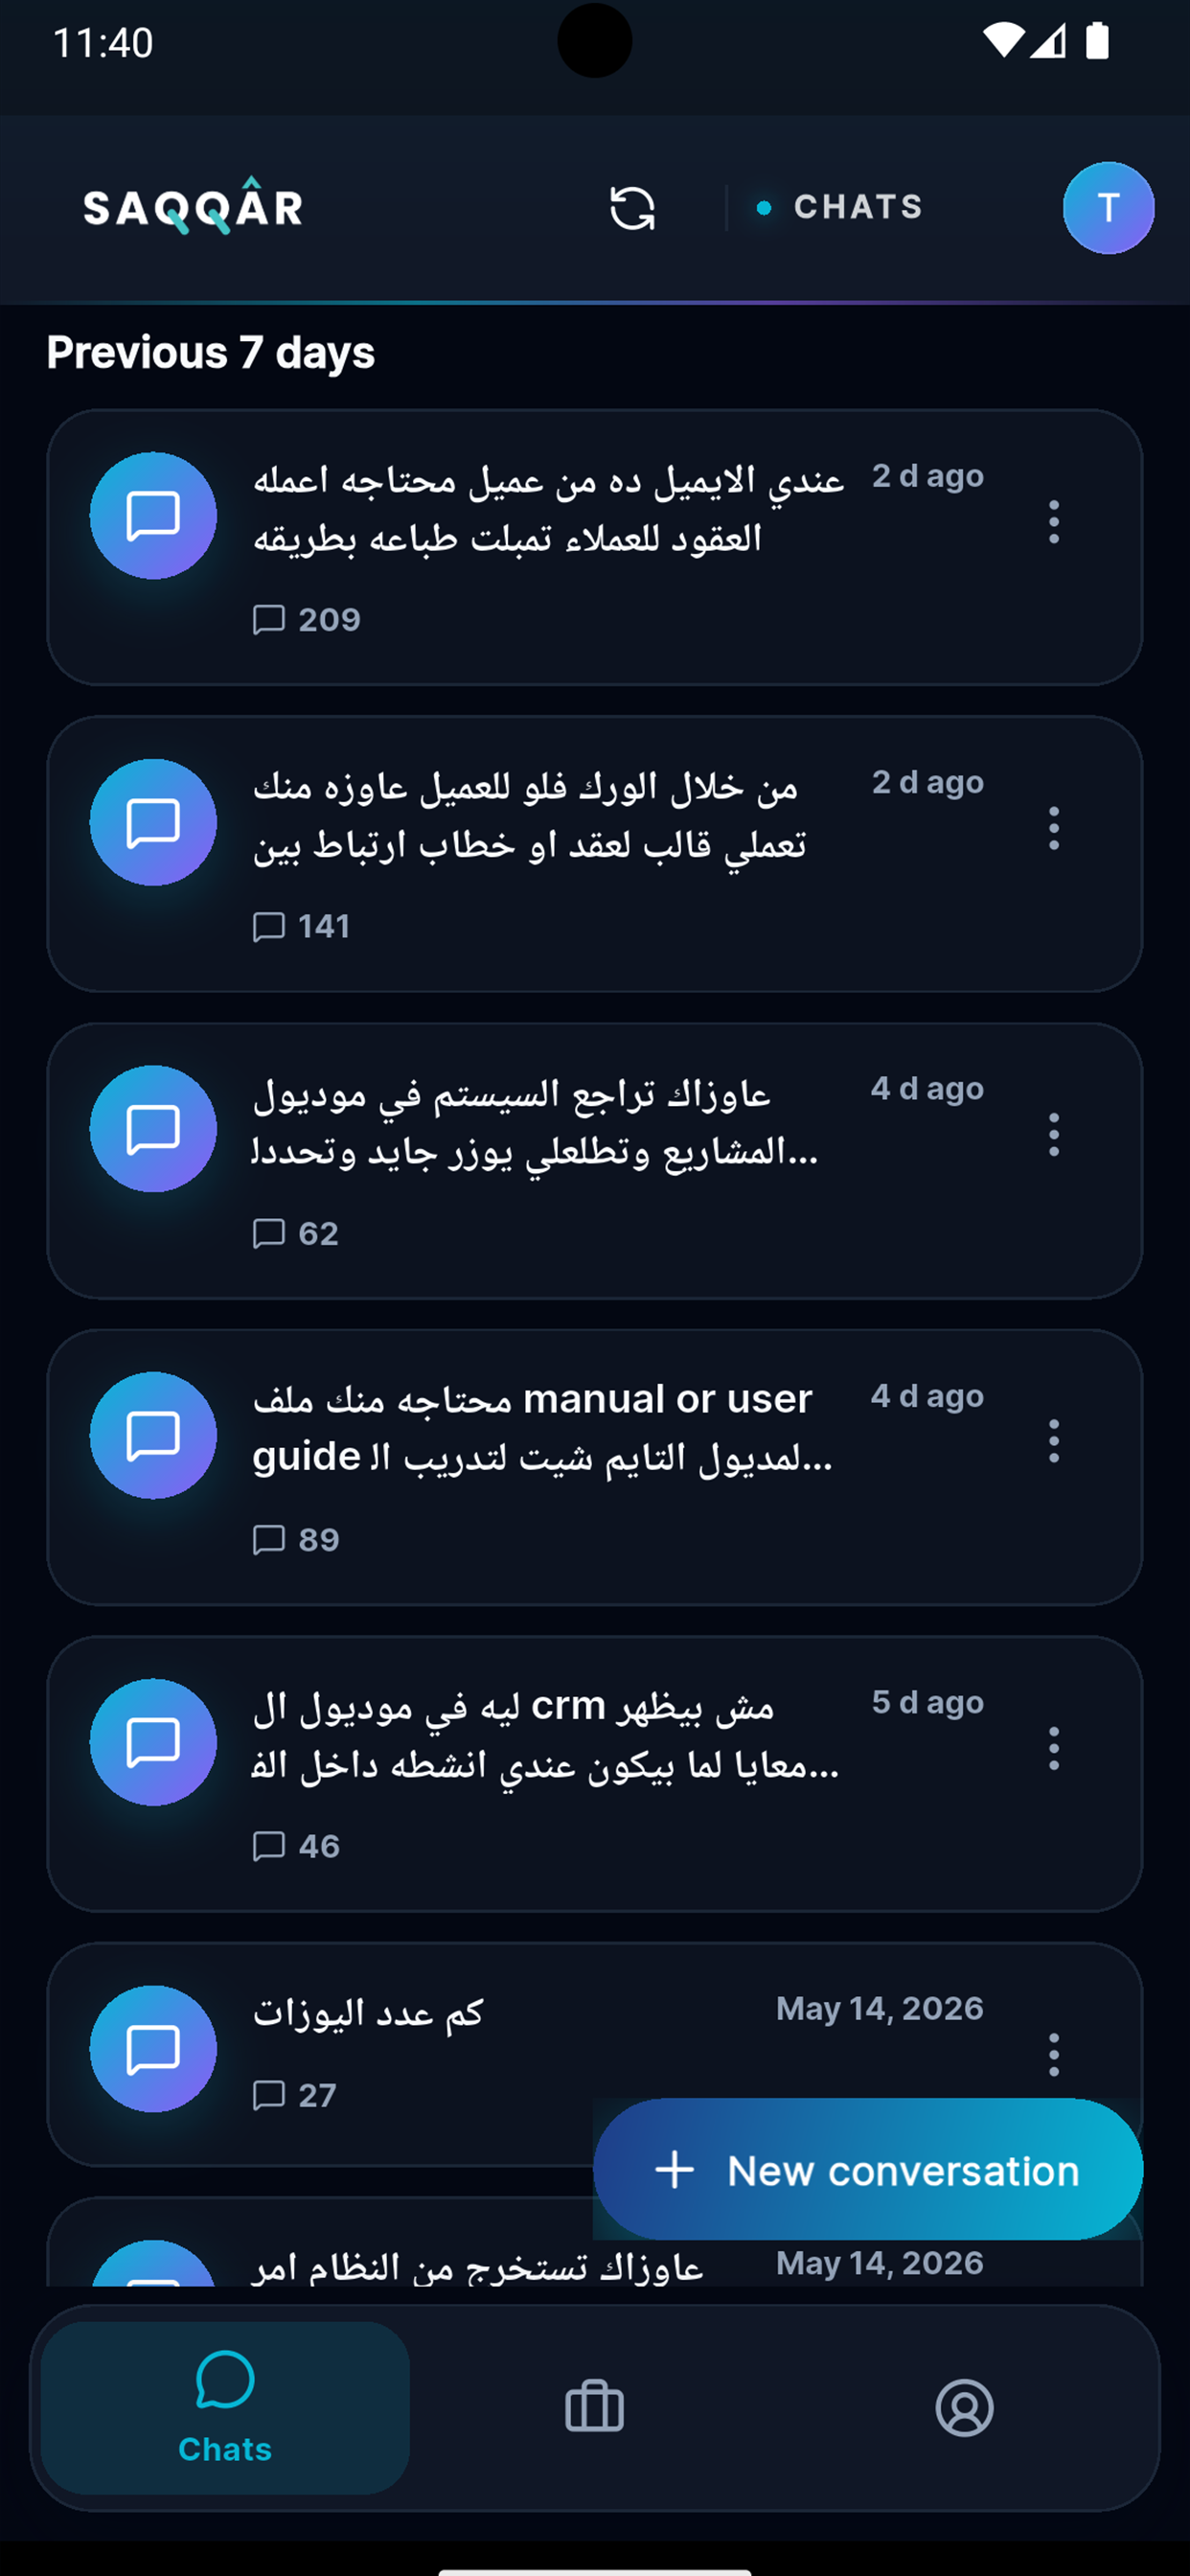 11:40
SAQQÂR
CHATS
T
Previous 7 days
عندي الايميل ده من عميل محتاجه اعمله
2 d ago
العقود للعملاء تمبلت طباعه بطريقه
209
من خلال الورك فلو للعميل عاوزه منك
2 d ago
تعملي قالب لعقد او خطاب ارتباط بين
141
عاوزاك تراجع السيستم في موديول
4 d ago
المشاريع وتطلعلي يوزر جايد وتحددل...
62
محتاجه منك ملف manual or user
4 d ago
guide لمديول التايم شيت لتدريب ال...
89
مش بيظهر crm ليه في موديول ال
5 d ago
معايا لما بيكون عندي انشطه داخل الف...
46
كم عدد اليوزات
May 14, 2026
27
New conversation
عاوزاك تستخرج من النظام امر
May 14, 2026
Chats